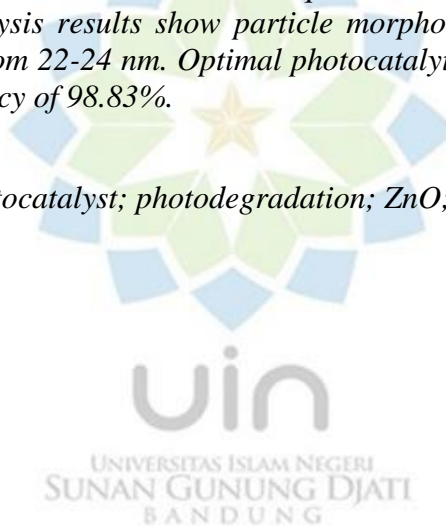 ysis results show particle morpho
om 22-24 nm. Optimal photocatalyt
cy of 98.83%.
tocatalyst; photodegradation; ZnO;
uin
UNIVERSITAS ISLAM NEGERI
SUNAN GUNUNG DJATI
BANDUNG